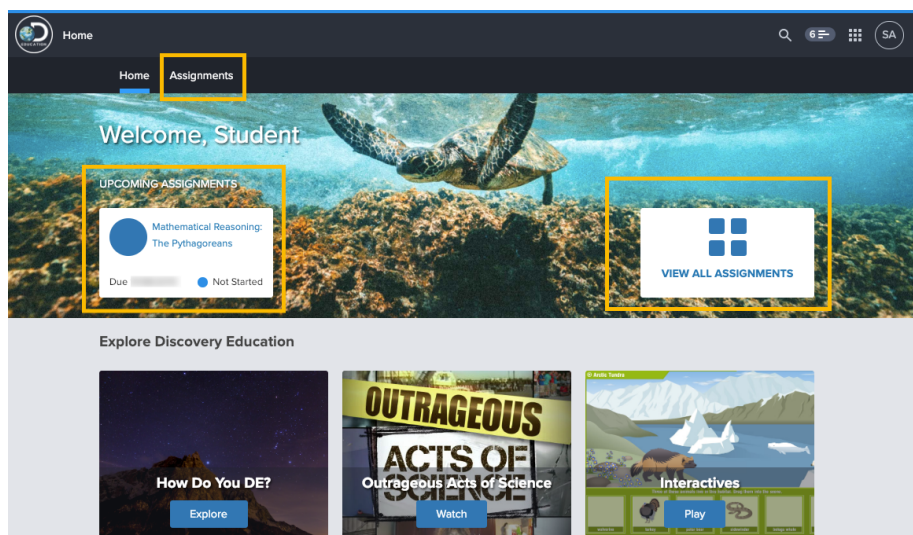 EDUCATION
Home
6
SA
Home Assignments
Welcome, Student
UPCOMING ASSIGNMENTS
Mathematical Reasoning:
The Pythagoreans
Due
Not Started
VIEW ALL ASSIGNMENTS
Explore Discovery Education
How Do You DE?
Explore
OUTRAGEOUS
ACTS OF
SCIENCE
Outrageous Acts of Science
Watch
Arctic Tundra
Interactives
Play